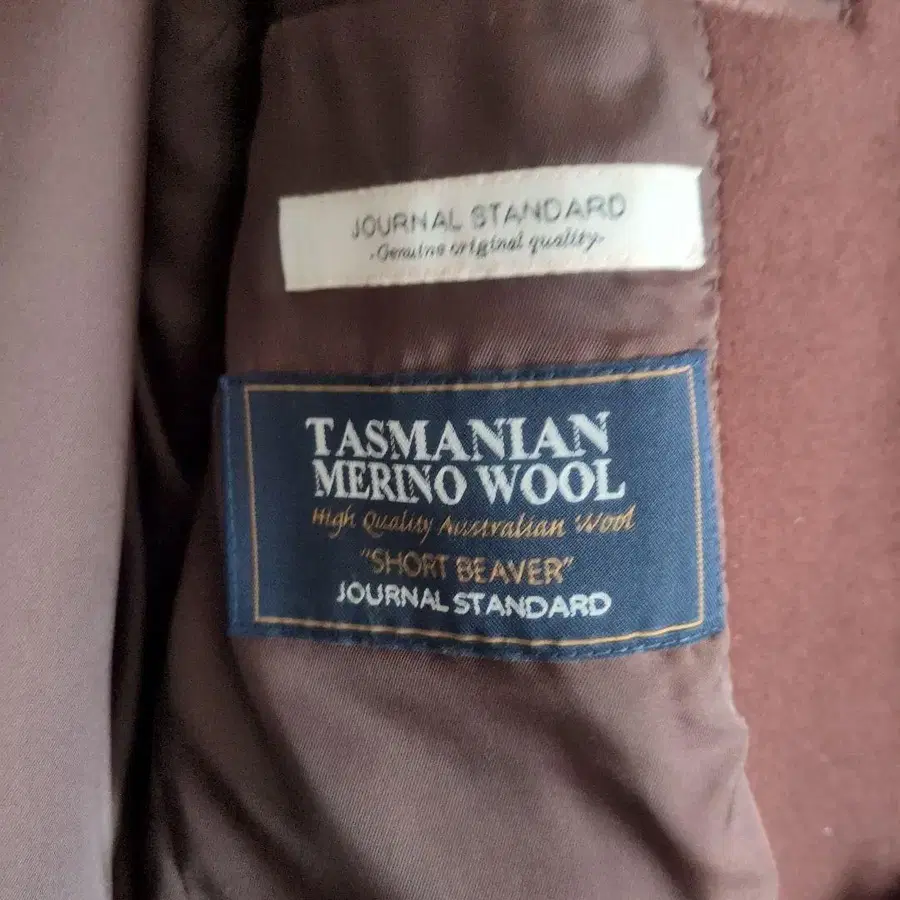 JOURNAL STANDARD
-Genuine original quality-
TASMANIAN
MERINO WOOL
High Quality Australian Wool
"SHORT BEAVER"
JOURNAL STANDARD